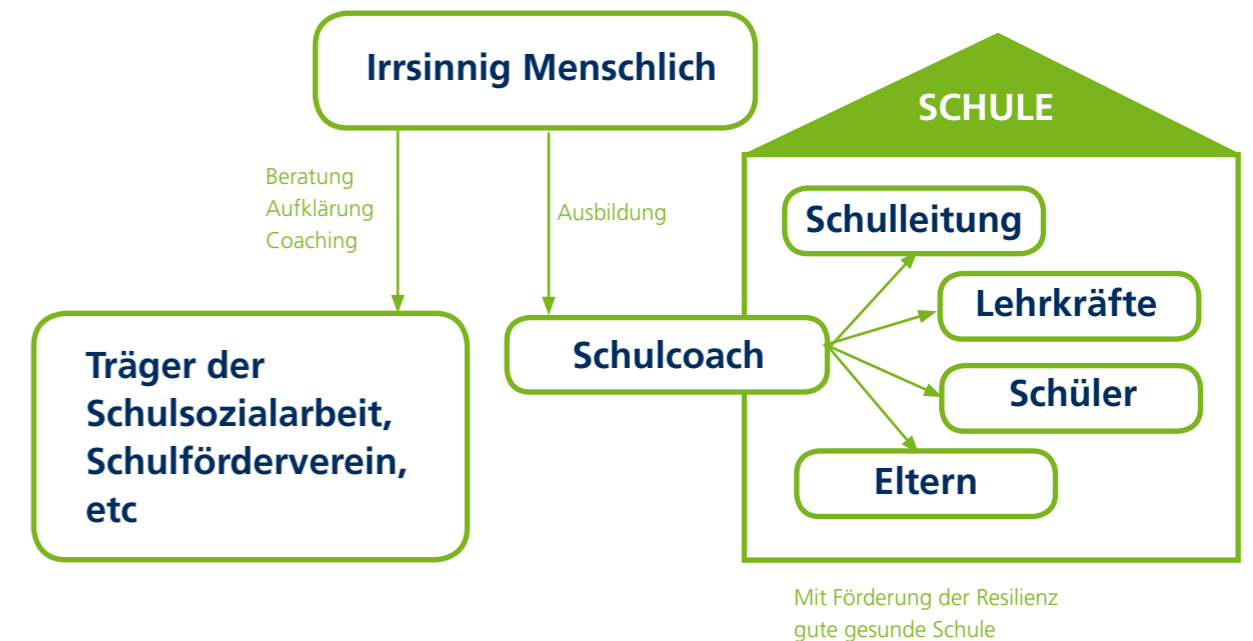 Irrsinnig Menschlich
SCHULE
Beratung
Aufklärung
Coaching
Ausbildung
Schulleitung
Lehrkräfte
Schulcoach
Schüler
Eltern
Träger der
Schulsozialarbeit,
Schulförderverein,
etc
Mit Förderung der Resilienz
gute gesunde Schule